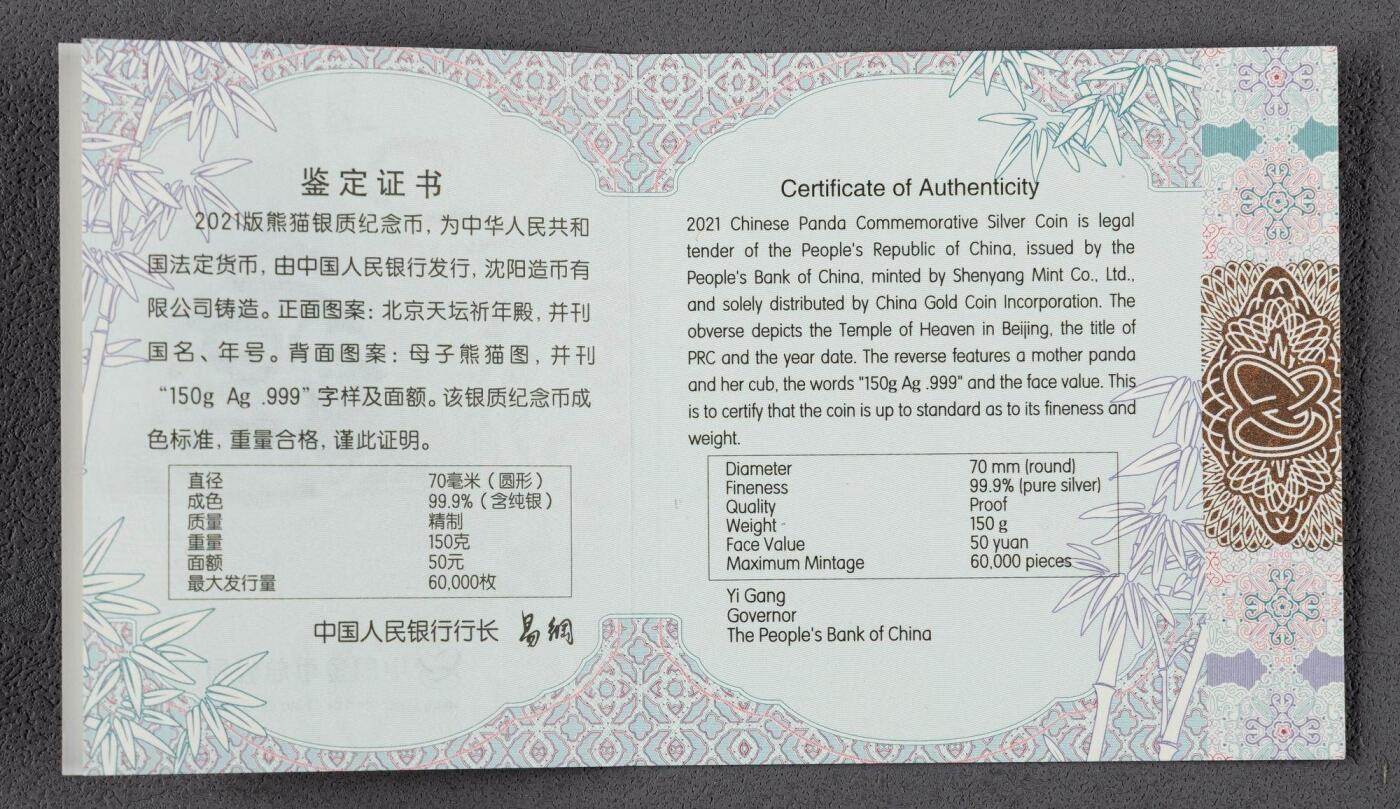 鉴定证书
2021版熊猫银质纪念币，为中华人民共和
国法定货币，由中国人民银行发行，沈阳造币有
限公司铸造。正面图案：北京天坛祈年殿，并刊
国名、年号。背面图案：母子熊猫图，并刊
“150g Ag .999”字样及面额。该银质纪念币成
色标准，重量合格，谨此证明。
直径 70毫米（圆形）
成色 99.9%（含纯银）
质量 精制
重量 150克
面额 50元
最大发行量 60,000枚
中国人民银行行长 易纲
Certificate of Authenticity
2021 Chinese Panda Commemorative Silver Coin is legal
tender of the People's Republic of China, issued by the
People's Bank of China, minted by Shenyang Mint Co., Ltd.,
and solely distributed by China Gold Coin Incorporation. The
obverse depicts the Temple of Heaven in Beijing, the title of
PRC and the year date. The reverse features a mother panda
and her cub, the words "150g Ag .999" and the face value. This
is to certify that the coin is up to standard as to its fineness and
weight.
Diameter 70 mm (round)
Fineness 99.9% (pure silver)
Quality Proof
Weight 150 g
Face Value 50 yuan
Maximum Mintage 60,000 pieces
Yi Gang
Governor
The People's Bank of China